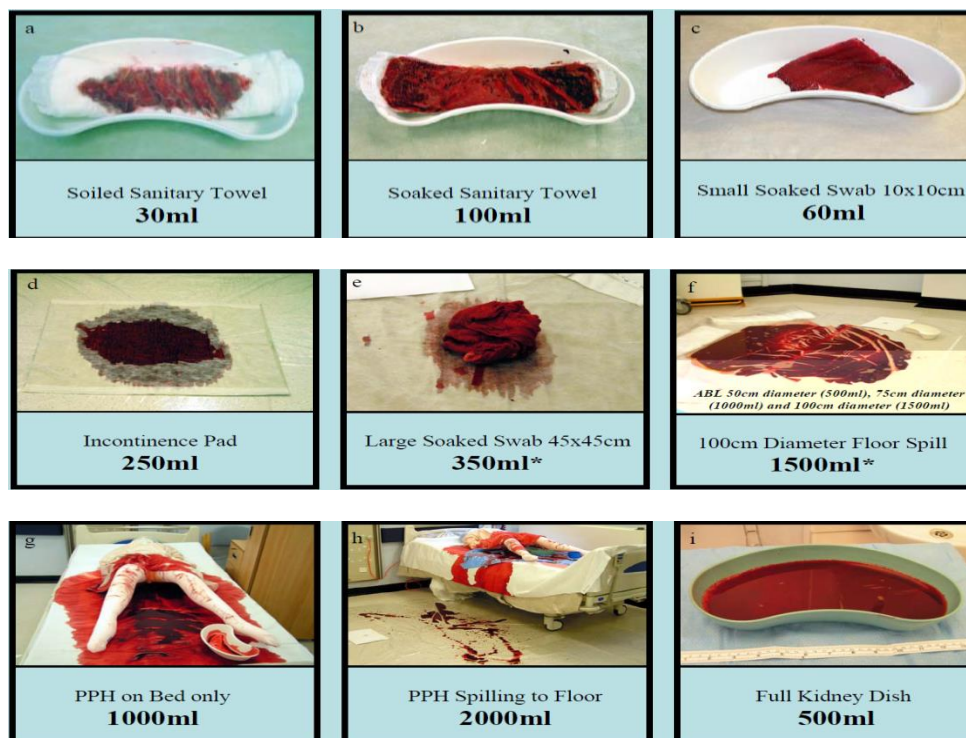 a
Soiled Sanitary Towel
30ml
b
Soaked Sanitary Towel
100ml
c
Small Soaked Swab 10x10cm
60ml
d
Incontinence Pad
250ml
e
Large Soaked Swab 45x45cm
350ml*
f
ABL 50cm diameter (500ml), 75cm diameter
(1000ml) and 100cm diameter (1500ml)
100cm Diameter Floor Spill
1500ml*
g
PPH on Bed only
1000ml
h
PPH Spilling to Floor
2000ml
i
Full Kidney Dish
500ml